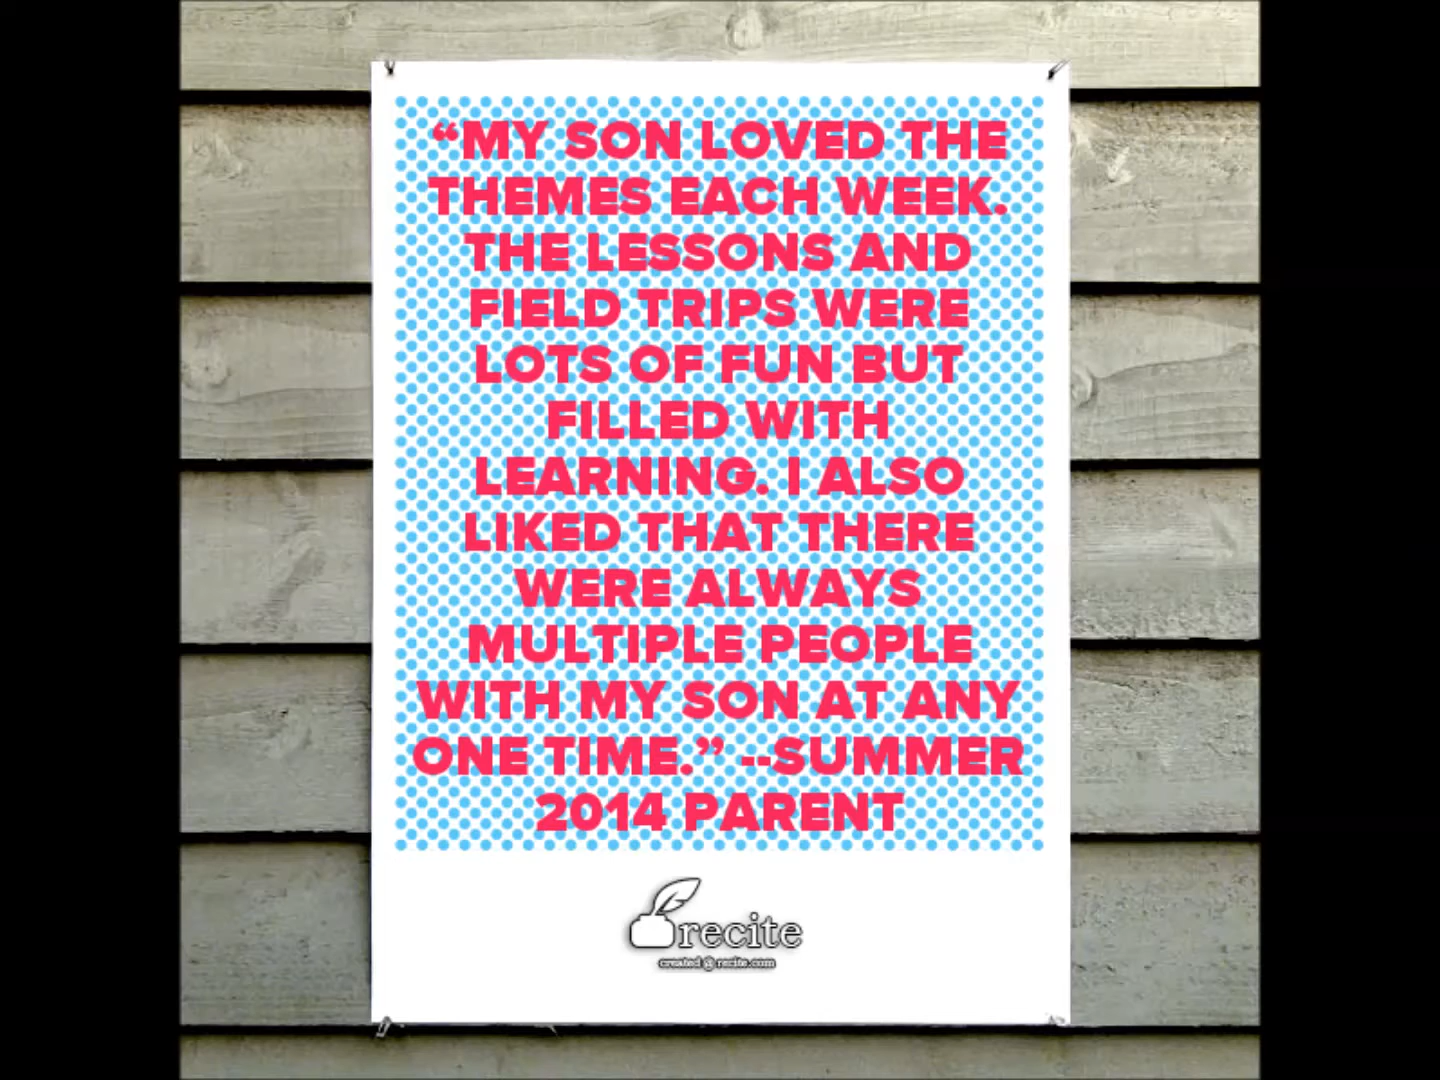 “MY SON LOVED THE
THEMES EACH WEEK.
THE LESSONS AND
FIELD TRIPS WERE
LOTS OF FUN BUT
FILLED WITH
LEARNING. I ALSO
LIKED THAT THERE
WERE ALWAYS
MULTIPLE PEOPLE
WITH MY SON AT ANY
ONE TIME.” --SUMMER
2014 PARENT
recite
created @ recite.com